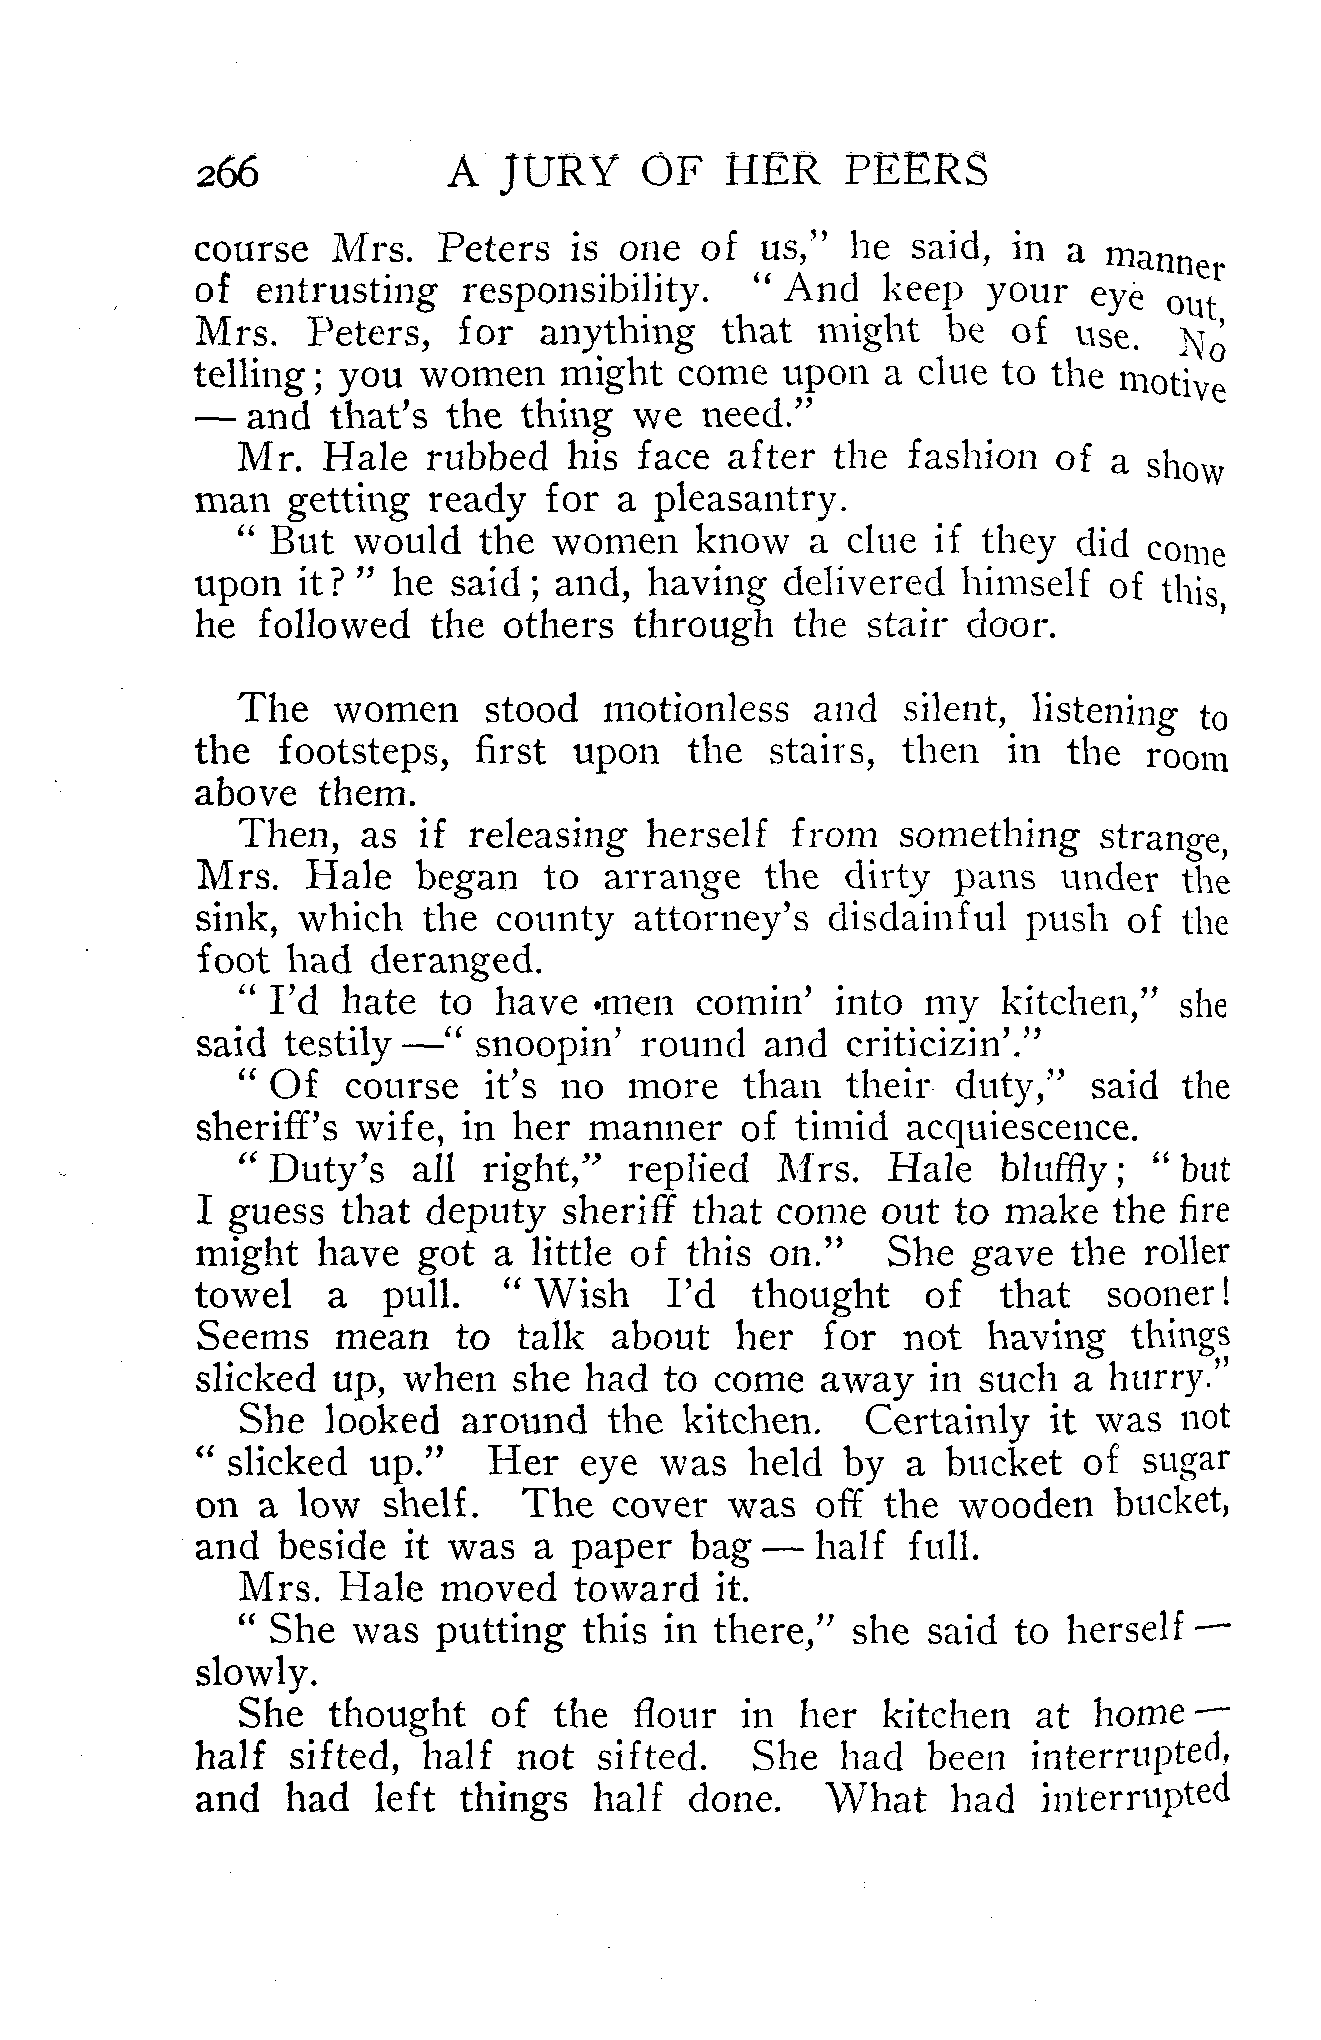 266 A JURY OF HER PEERS
course Mrs. Peters is one of us,” he said, in a manner
of entrusting responsibility. “ And keep your eye out,
Mrs. Peters, for anything that might be of use. No
telling ; you women might come upon a clue to the motive
— and that’s the thing we need.”
Mr. Hale rubbed his face after the fashion of a show
man getting ready for a pleasantry.
“ But would the women know a clue if they did come
upon it? ” he said ; and, having delivered himself of this,
he followed the others through the stair door.
The women stood motionless and silent, listening to
the footsteps, first upon the stairs, then in the room
above them.
Then, as if releasing herself from something strange,
Mrs. Hale began to arrange the dirty pans under the
sink, which the county attorney’s disdainful push of the
foot had deranged.
“ I’d hate to have men comin’ into my kitchen,” she
said testily —“ snoopin’ round and criticizin’.”
“ Of course it’s no more than their duty,” said the
sheriff’s wife, in her manner of timid acquiescence.
“ Duty’s all right,” replied Mrs. Hale bluffly ; “ but
I guess that deputy sheriff that come out to make the fire
might have got a little of this on.” She gave the roller
towel a pull. “ Wish I’d thought of that sooner!
Seems mean to talk about her for not having things
slicked up, when she had to come away in such a hurry.”
She looked around the kitchen. Certainly it was not
“ slicked up.” Her eye was held by a bucket of sugar
on a low shelf. The cover was off the wooden bucket,
and beside it was a paper bag — half full.
Mrs. Hale moved toward it.
“ She was putting this in there,” she said to herself —
slowly.
She thought of the flour in her kitchen at home —
half sifted, half not sifted. She had been interrupted,
and had left things half done. What had interrupted